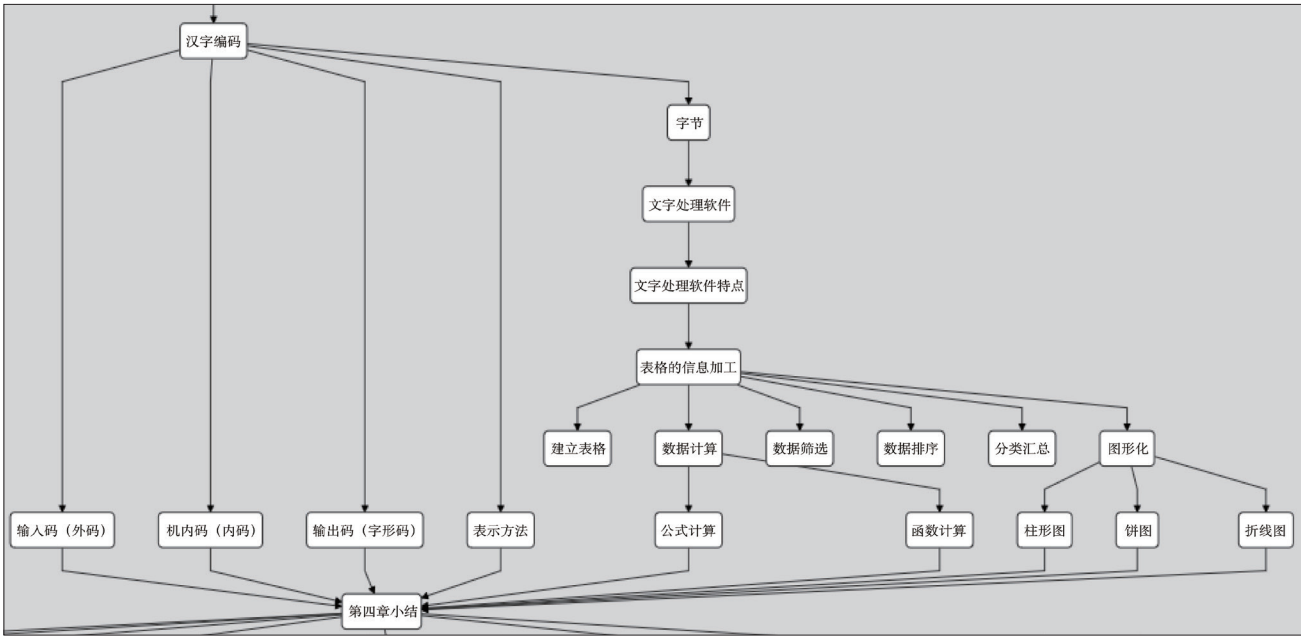 汉字编码
字节
文字处理软件
文字处理软件特点
表格的信息加工
建立表格
数据计算
数据筛选
数据排序
分类汇总
图形化
输入码（外码）
机内码（内码）
输出码（字形码）
表示方法
公式计算
函数计算
柱形图
饼图
折线图
第四章小结